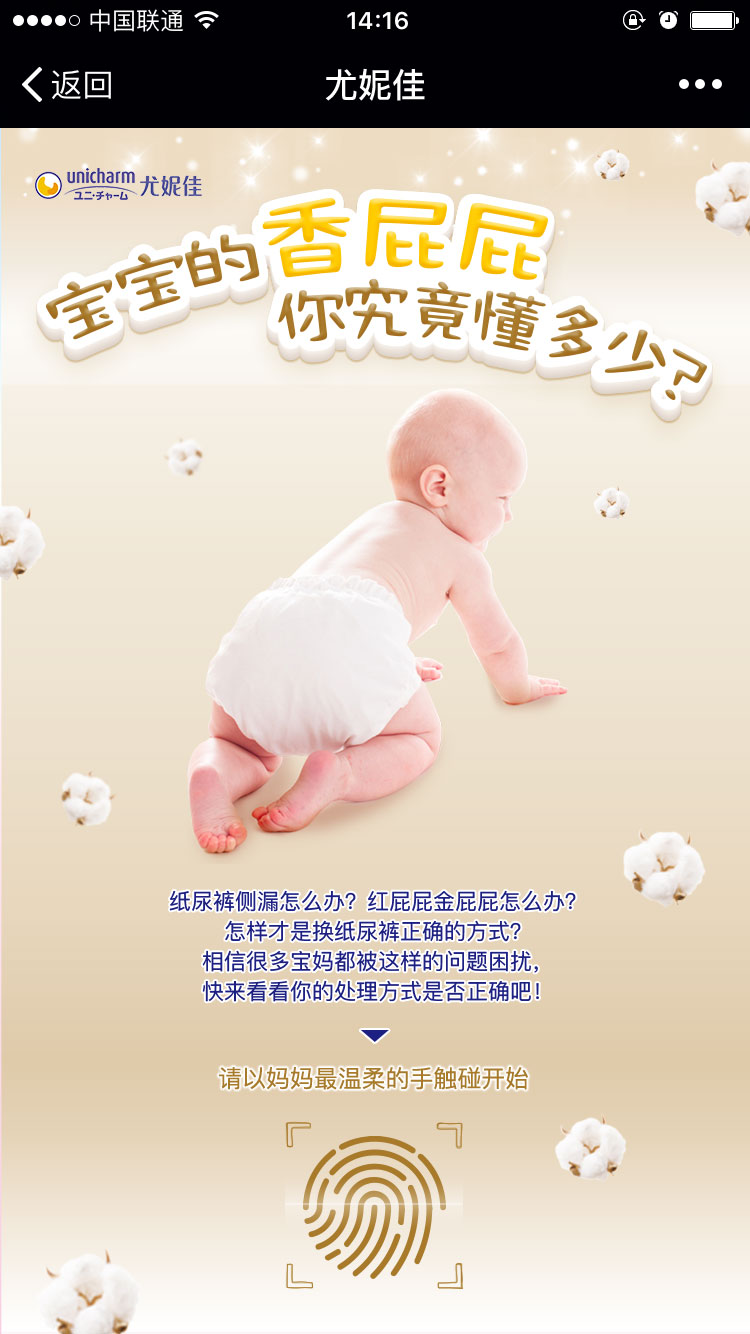 中国联通
14:16
返回
尤妮佳
unicharm
ユニ・チャーム
尤妮佳
宝宝的香屁屁
你究竟懂多少?
纸尿裤侧漏怎么办？红屁屁金屁屁怎么办?
怎样才是换纸尿裤正确的方式?
相信很多宝妈都被这样的问题困扰，
快来看看你的处理方式是否正确吧！
请以妈妈最温柔的手触碰开始